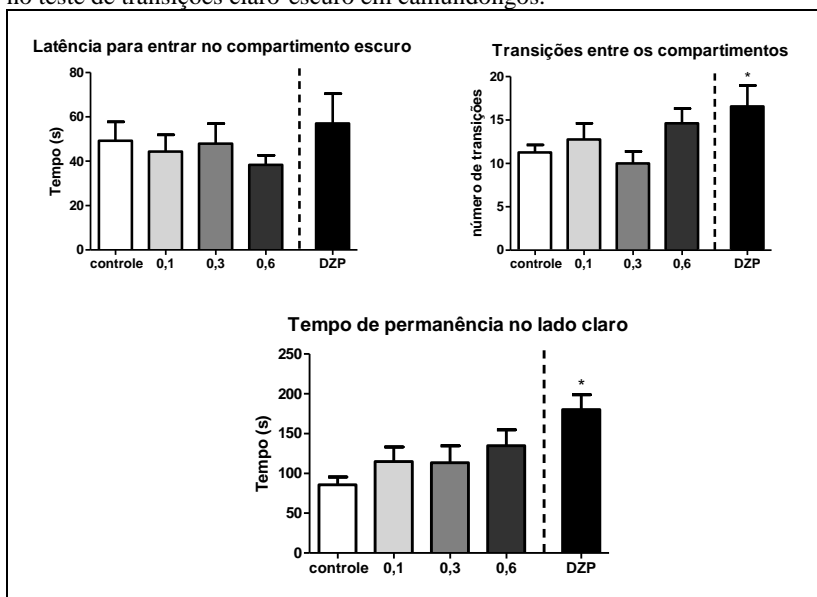 no teste de transições claro-escuro em camundongos.
Latência para entrar no compartimento escuro
80
60
40
20
0
Tempo (s)
controle 0,1 0,3 0,6 DZP
Transições entre os compartimentos
20
15
10
5
0
número de transições
*
controle 0,1 0,3 0,6 DZP
Tempo de permanência no lado claro
250
200
150
100
50
0
Tempo (s)
*
controle 0,1 0,3 0,6 DZP